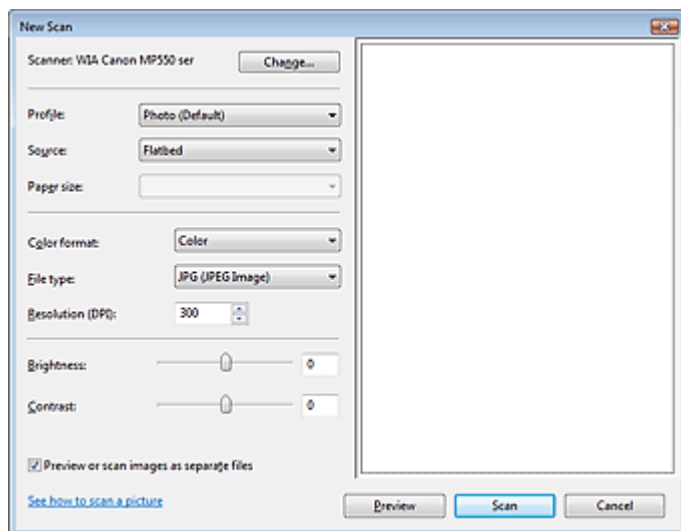 New Scan
Scanner: WIA Canon MP550 ser Change...
Profile: Photo (Default)
Source: Flatbed
Paper size:
Color format: Color
File type: JPG (JPEG Image)
Resolution (DPI): 300
Brightness: 0
Contrast: 0
Preview or scan images as separate files
See how to scan a picture
Preview Scan Cancel